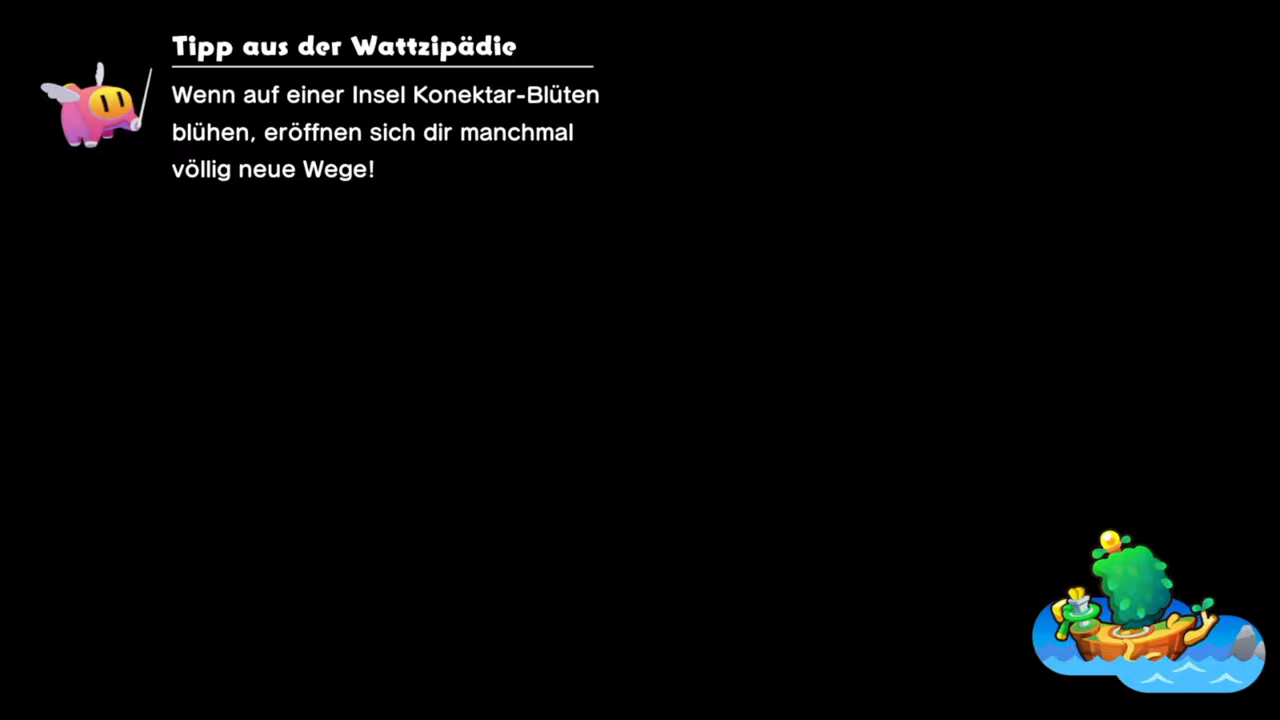 Tipp aus der Wattzipädie
Wenn auf einer Insel Konektar-Blüten
blühen, eröffnen sich dir manchmal
völlig neue Wege!